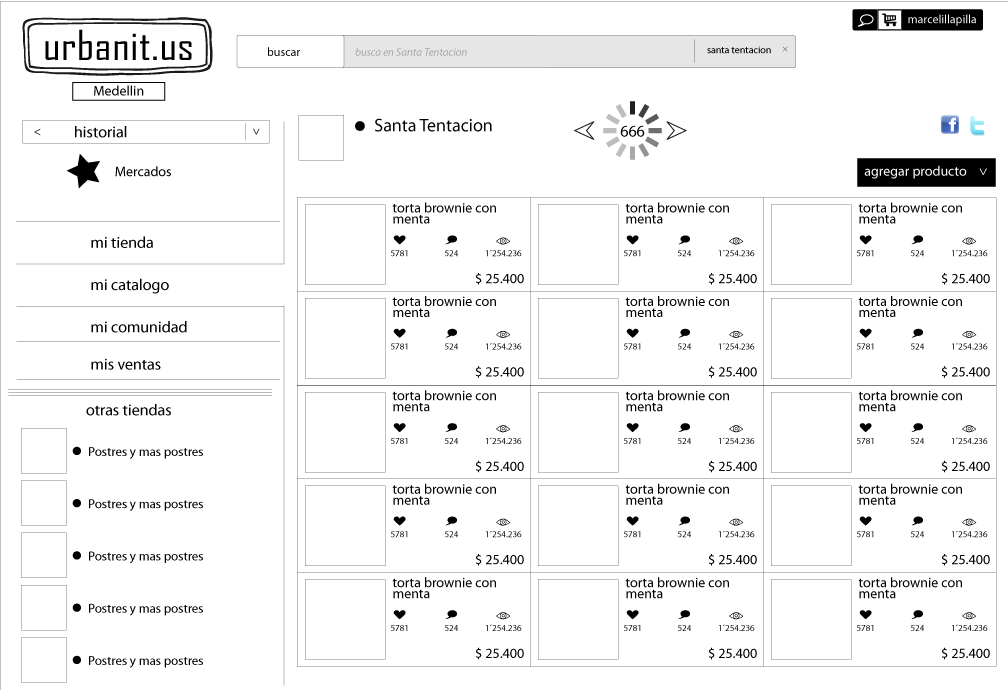 urbanit.us
Medellin
buscar
busca en Santa Tentacion
santa tentacion ×
marcelillapilla
< historial v
Mercados
mi tienda
mi catalogo
mi comunidad
mis ventas
otras tiendas
Postres y mas postres
Postres y más postres
Postres y más postres
Postres y más postres
Postres y más postres
Santa Tentacion
666
f t
agregar producto v
torta brownie con
menta
5781 524 1´254.236
$ 25.400
torta brownie con
menta
5781 524 1´254.236
$ 25.400
torta brownie con
menta
5781 524 1´254.236
$ 25.400
torta brownie con
menta
5781 524 1´254.236
$ 25.400
torta brownie con
menta
5781 524 1´254.236
$ 25.400
torta brownie con
menta
5781 524 1´254.236
$ 25.400
torta brownie con
menta
5781 524 1´254.236
$ 25.400
torta brownie con
menta
5781 524 1´254.236
$ 25.400
torta brownie con
menta
5781 524 1´254.236
$ 25.400
torta brownie con
menta
5781 524 1´254.236
$ 25.400
torta brownie con
menta
5781 524 1´254.236
$ 25.400
torta brownie con
menta
5781 524 1´254.236
$ 25.400
torta brownie con
menta
5781 524 1´254.236
$ 25.400
torta brownie con
menta
5781 524 1´254.236
$ 25.400
torta brownie con
menta
5781 524 1´254.236
$ 25.400